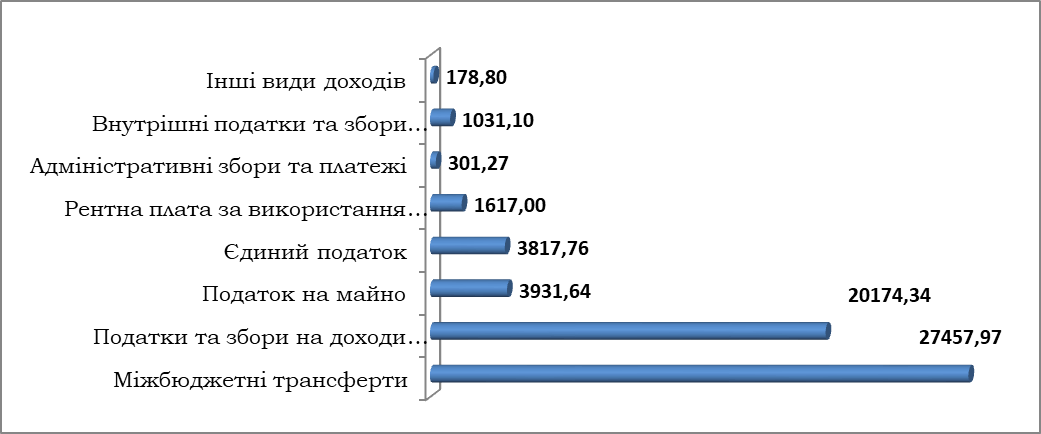 Інші види доходів 178,80
Внутрішні податки та збори… 1031,10
Адміністративні збори та платежі 301,27
Рентна плата за використання… 1617,00
Єдиний податок 3817,76
Податок на майно 3931,64
Податки та збори на доходи… 20174,34
Міжбюджетні трансферти 27457,97